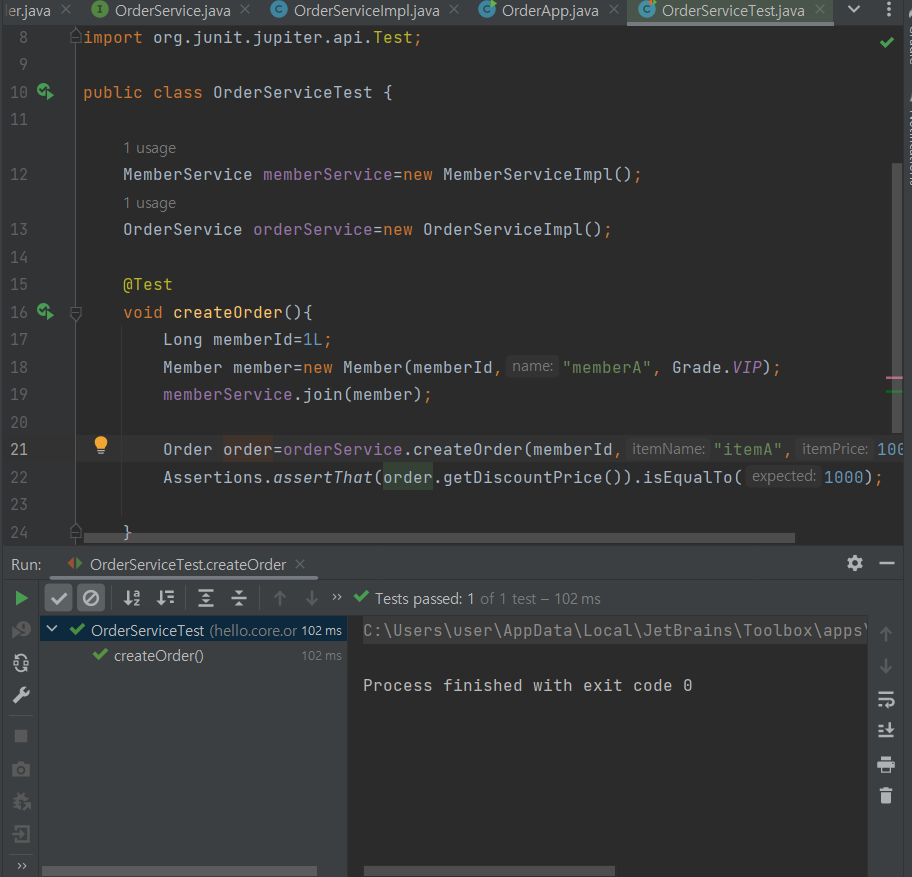 er.java OrderService.java OrderServiceImpl.java OrderApp.java OrderServiceTest.java
8 import org.junit.jupiter.api.Test;
9
10 public class OrderServiceTest {
11
1 usage
12 MemberService memberService=new MemberServiceImpl();
1 usage
13 OrderService orderService=new OrderServiceImpl();
14
15 @Test
16 void createOrder(){
17 Long memberId=1L;
18 Member member=new Member(memberId, name: "memberA", Grade.VIP);
19 memberService.join(member);
20
21 Order order=orderService.createOrder(memberId, itemName: "itemA", itemPrice: 100
22 Assertions.assertThat(order.getDiscountPrice()).isEqualTo( expected: 1000);
23
24 }
Run: OrderServiceTest.createOrder
Tests passed: 1 of 1 test – 102 ms
OrderServiceTest (hello.core.or 102 ms
createOrder() 102 ms
C:\Users\user\AppData\Local\JetBrains\Toolbox\apps\
Process finished with exit code 0